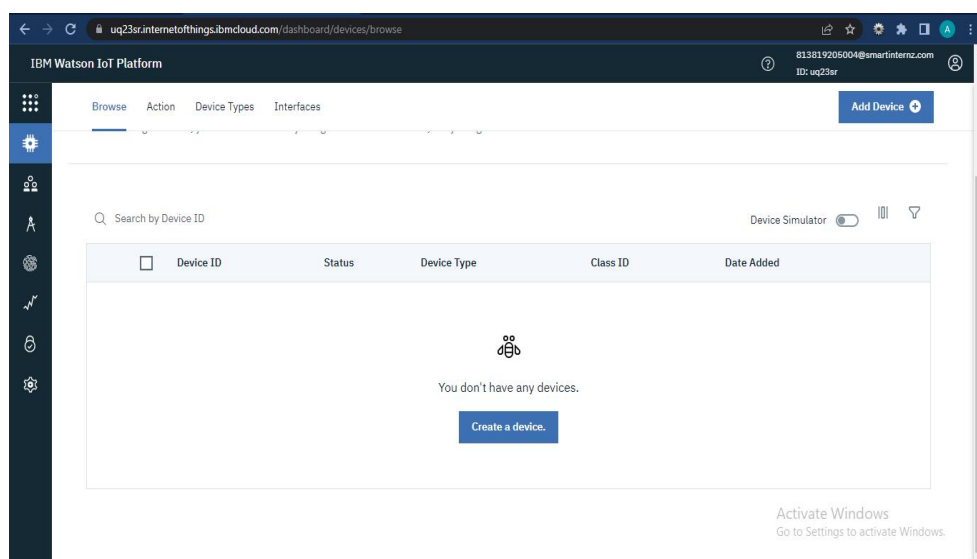 uq23sr.internetofthings.ibmcloud.com/dashboard/devices/browse
A
IBM Watson IoT Platform
813819205004@smartinternz.com
ID: uq23sr
Browse Action Device Types Interfaces
Add Device
Search by Device ID
Device Simulator
Device ID Status Device Type Class ID Date Added
You don't have any devices.
Create a device.
Activate Windows
Go to Settings to activate Windows.